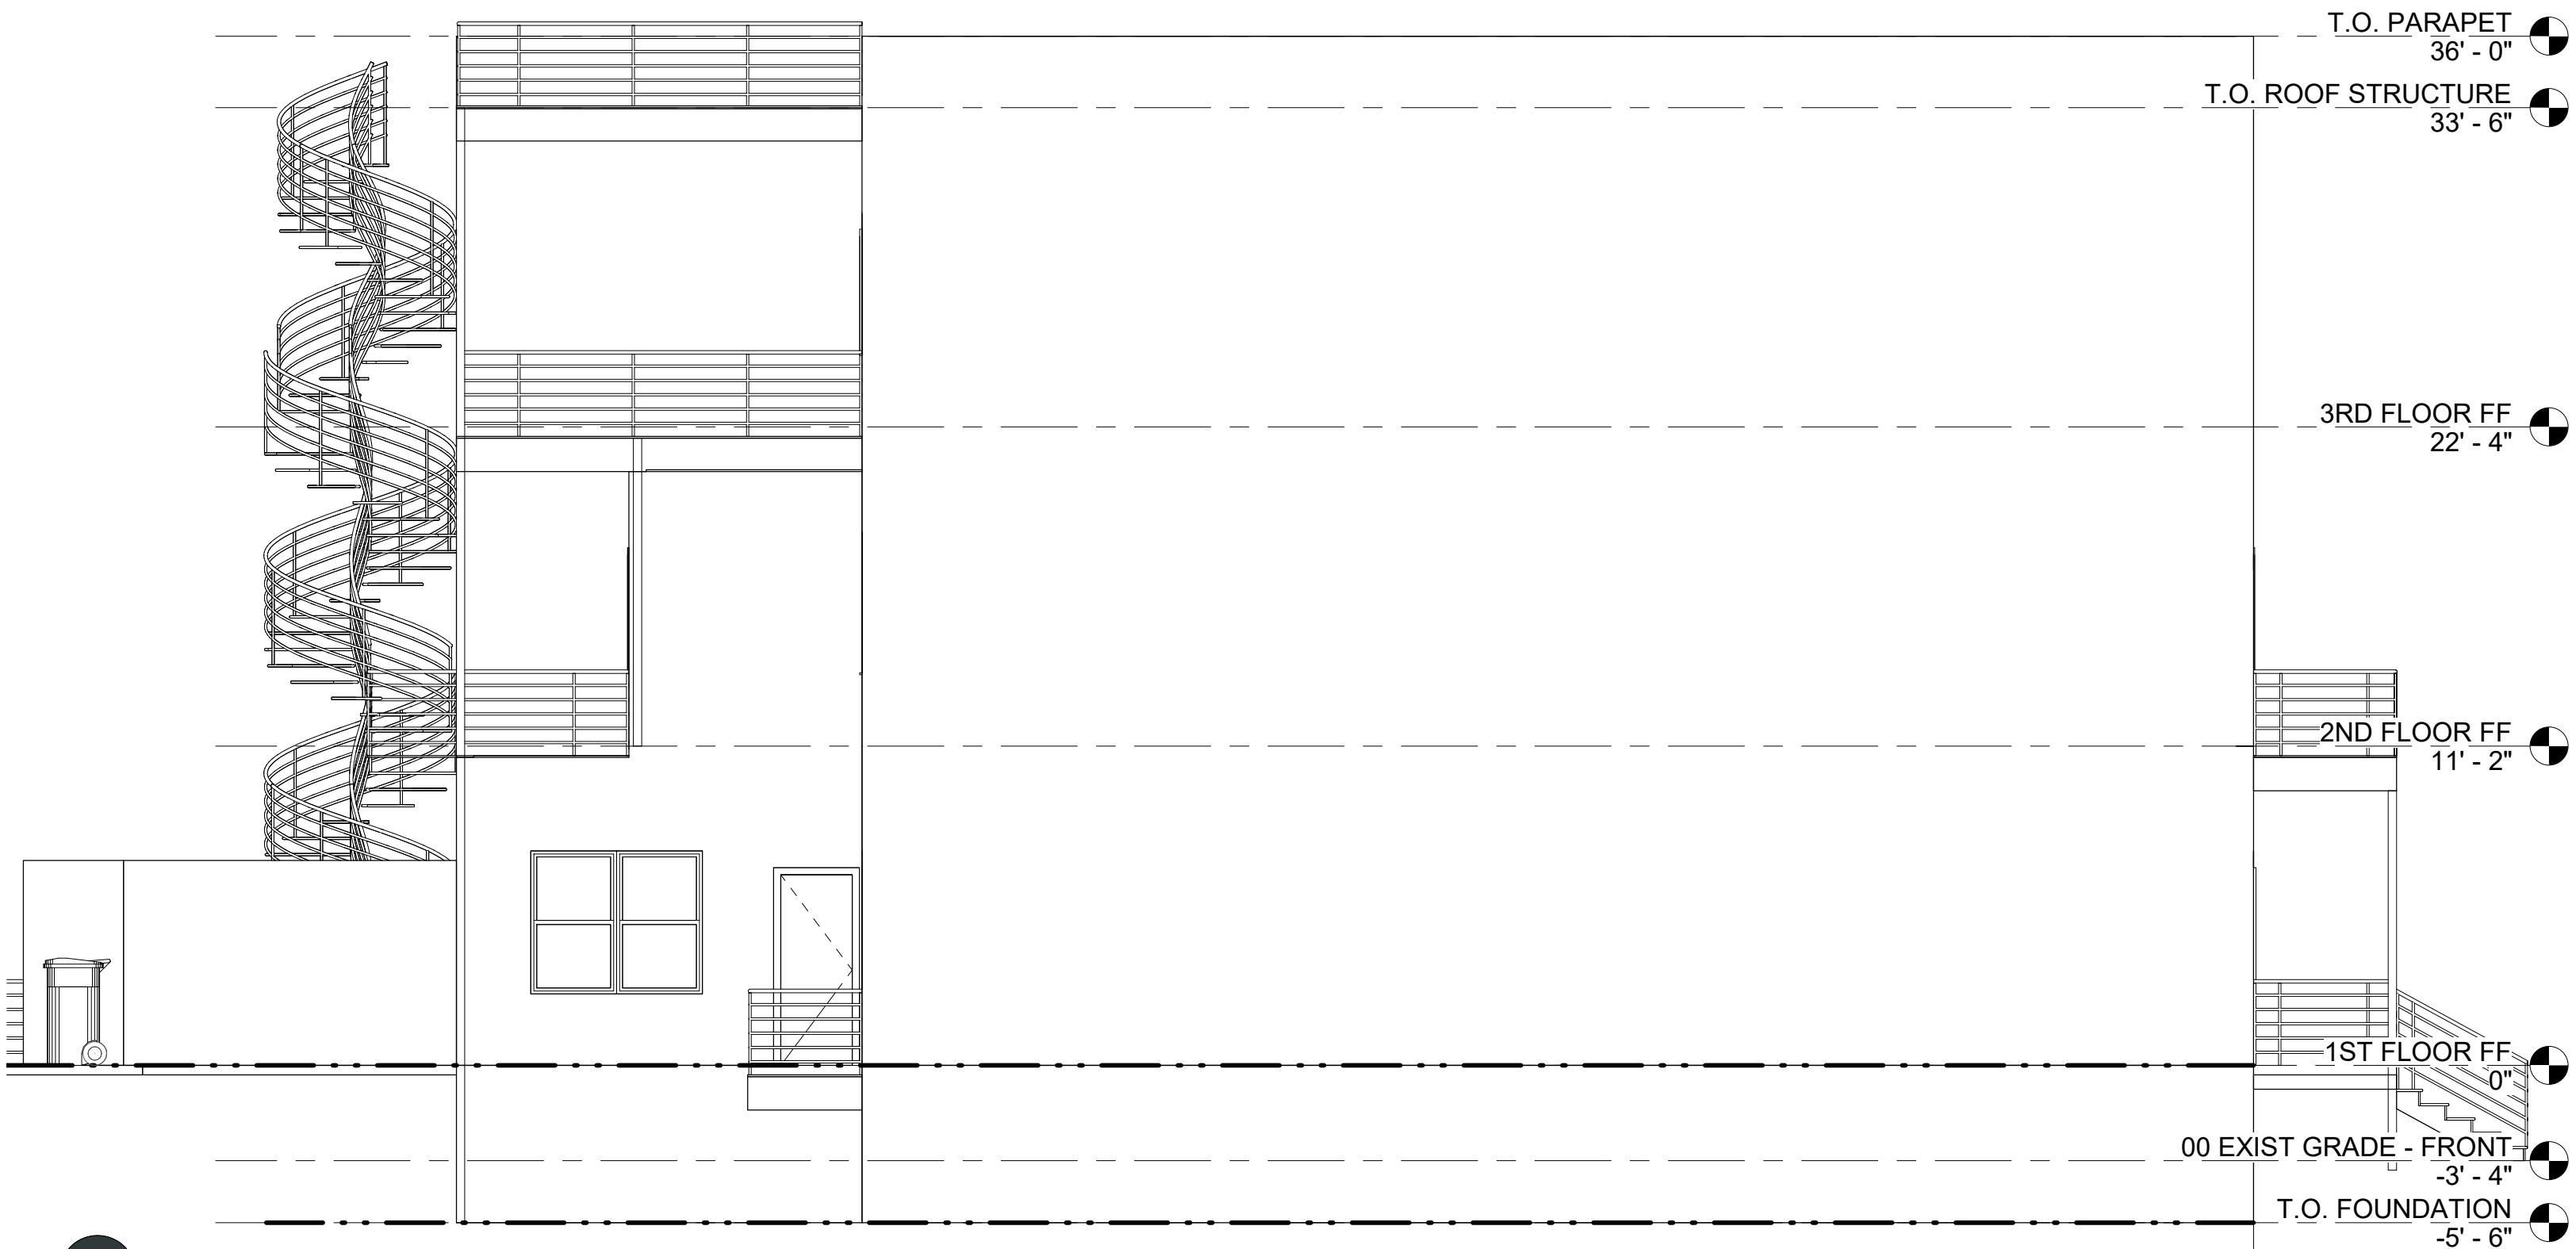 T.O. PARAPET
36' - 0"
T.O. ROOF STRUCTURE
33' - 6"
3RD FLOOR FF
22' - 4"
2ND FLOOR FF
11' - 2"
1ST FLOOR FF
0"
00 EXIST GRADE - FRONT
-3' - 4"
T.O. FOUNDATION
-5' - 6"